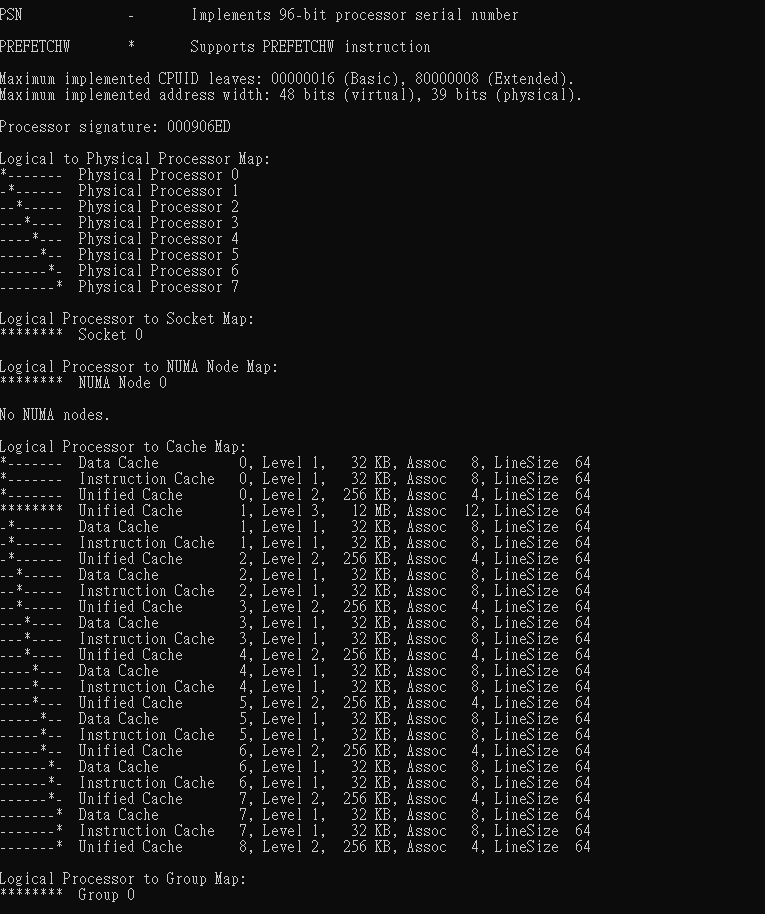 PSN - Implements 96-bit processor serial number
PREFETCHW * Supports PREFETCHW instruction
Maximum implemented CPUID leaves: 00000016 (Basic), 80000008 (Extended).
Maximum implemented address width: 48 bits (virtual), 39 bits (physical).
Processor signature: 000906ED
Logical to Physical Processor Map:
*------- Physical Processor 0
-*------ Physical Processor 1
--*----- Physical Processor 2
---*---- Physical Processor 3
----*--- Physical Processor 4
-----*-- Physical Processor 5
------*- Physical Processor 6
-------* Physical Processor 7
Logical Processor to Socket Map:
******** Socket 0
Logical Processor to NUMA Node Map:
******** NUMA Node 0
No NUMA nodes.
Logical Processor to Cache Map:
*------- Data Cache 0, Level 1, 32 KB, Assoc 8, LineSize 64
*------- Instruction Cache 0, Level 1, 32 KB, Assoc 8, LineSize 64
*------- Unified Cache 0, Level 2, 256 KB, Assoc 4, LineSize 64
******** Unified Cache 1, Level 3, 12 MB, Assoc 12, LineSize 64
-*------ Data Cache 1, Level 1, 32 KB, Assoc 8, LineSize 64
-*------ Instruction Cache 1, Level 1, 32 KB, Assoc 8, LineSize 64
-*------ Unified Cache 2, Level 2, 256 KB, Assoc 4, LineSize 64
--*----- Data Cache 2, Level 1, 32 KB, Assoc 8, LineSize 64
--*----- Instruction Cache 2, Level 1, 32 KB, Assoc 8, LineSize 64
--*----- Unified Cache 3, Level 2, 256 KB, Assoc 4, LineSize 64
---*---- Data Cache 3, Level 1, 32 KB, Assoc 8, LineSize 64
---*---- Instruction Cache 3, Level 1, 32 KB, Assoc 8, LineSize 64
---*---- Unified Cache 4, Level 2, 256 KB, Assoc 4, LineSize 64
----*--- Data Cache 4, Level 1, 32 KB, Assoc 8, LineSize 64
----*--- Instruction Cache 4, Level 1, 32 KB, Assoc 8, LineSize 64
----*--- Unified Cache 5, Level 2, 256 KB, Assoc 4, LineSize 64
-----*-- Data Cache 5, Level 1, 32 KB, Assoc 8, LineSize 64
-----*-- Instruction Cache 5, Level 1, 32 KB, Assoc 8, LineSize 64
-----*-- Unified Cache 6, Level 2, 256 KB, Assoc 4, LineSize 64
------*- Data Cache 6, Level 1, 32 KB, Assoc 8, LineSize 64
------*- Instruction Cache 6, Level 1, 32 KB, Assoc 8, LineSize 64
------*- Unified Cache 7, Level 2, 256 KB, Assoc 4, LineSize 64
-------* Data Cache 7, Level 1, 32 KB, Assoc 8, LineSize 64
-------* Instruction Cache 7, Level 1, 32 KB, Assoc 8, LineSize 64
-------* Unified Cache 8, Level 2, 256 KB, Assoc 4, LineSize 64
Logical Processor to Group Map:
******** Group 0